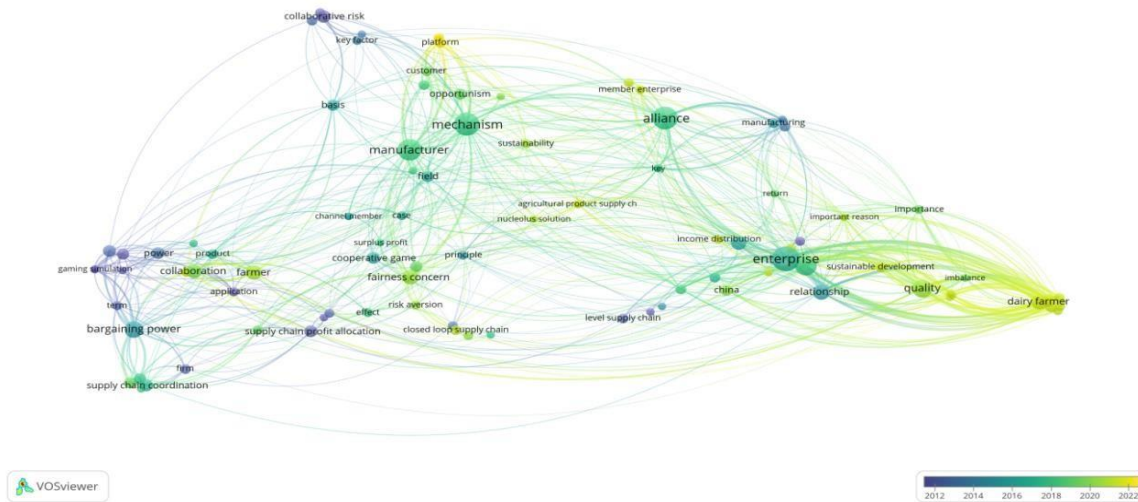 collaborative risk
key factor
platform
customer
opportunism
member enterprise
basis
mechanism
alliance
manufacturing
manufacturer
sustainability
field
key
return
agricultural product supply ch
channel member
case
nucleolus solution
important reason
importance
surplus profit
income distribution
power
product
cooperative game
principle
enterprise
gaming simulation
collaboration
farmer
fairness concern
sustainable development
imbalance
application
china
relationship
quality
dairy farmer
term
risk aversion
effect
level supply chain
bargaining power
supply chain profit allocation
closed loop supply chain
firm
supply chain coordination
VOSviewer
2012 2014 2016 2018 2020 2022